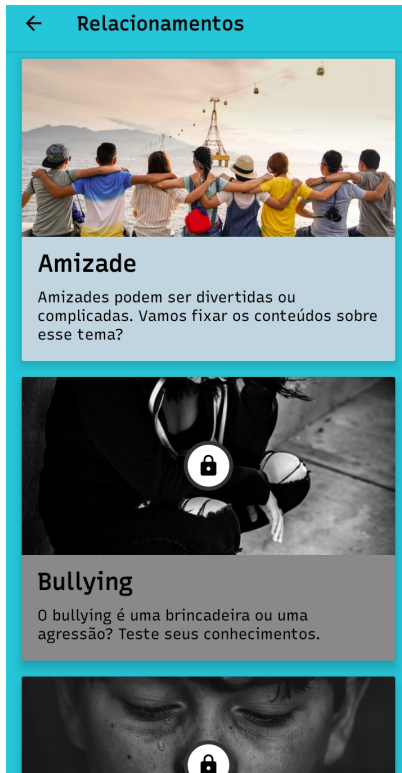 Relacionamentos
Amizade
Amizades podem ser divertidas ou
complicadas. Vamos fixar os conteúdos sobre
esse tema?
Bullying
O bullying é uma brincadeira ou uma
agressão? Teste seus conhecimentos.